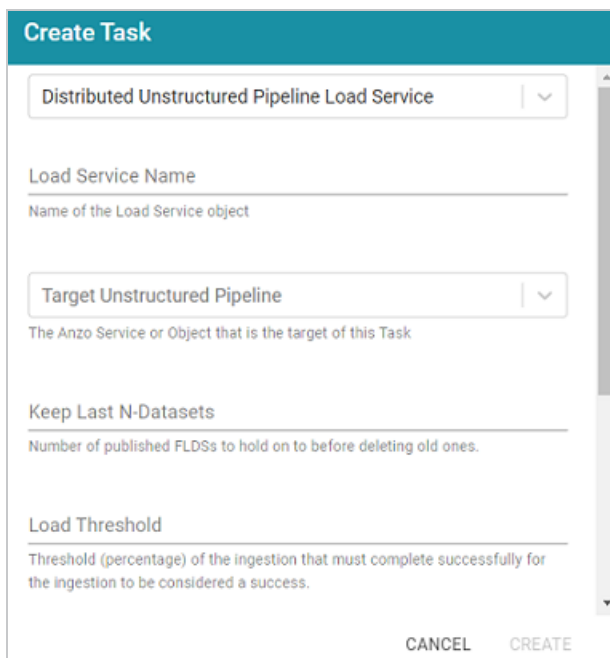 Create Task
Distributed Unstructured Pipeline Load Service
Load Service Name
Name of the Load Service object
Target Unstructured Pipeline
The Anzo Service or Object that is the target of this Task
Keep Last N-Datasets
Number of published FLDSs to hold on to before deleting old ones.
Load Threshold
Threshold (percentage) of the ingestion that must complete successfully for
the ingestion to be considered a success.
CANCEL CREATE